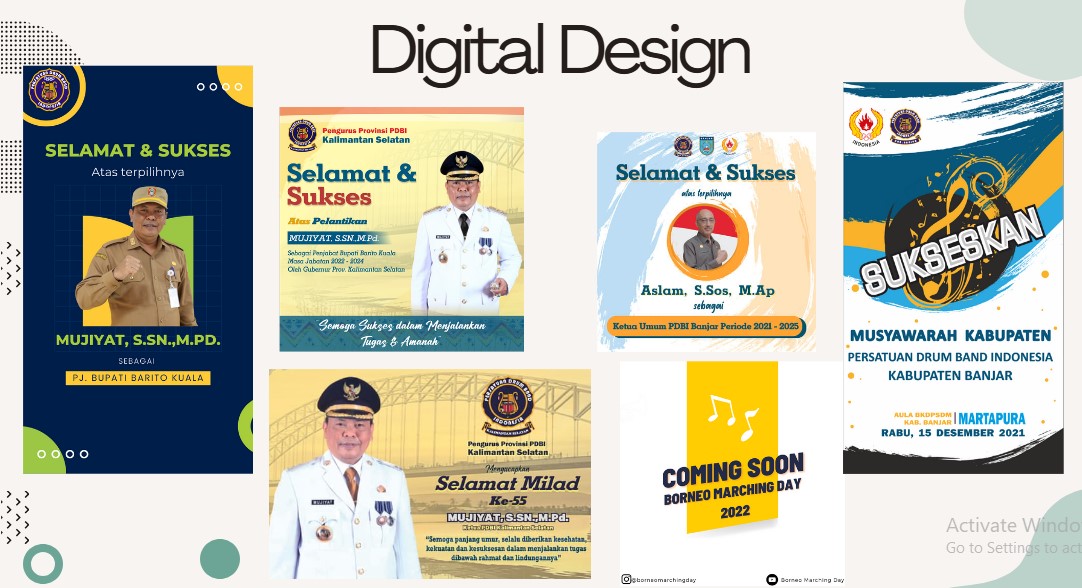 Digital Design
SELAMAT & SUKSES
Atas terpilihnya
MUJIYAT, S.SN.,M.PD.
SEBAGAI
PJ. BUPATI BARITO KUALA
Pengurus Provinsi PDBI
Kalimantan Selatan
Selamat &
Sukses
Atas Pelantikan
MUJIYAT, S.SN,M.Pd.
Sebagai Penjabat Bupati Barito Kuala
Masa Jabatan 2022 - 2024
Oleh Gubernur Prov. Kalimantan Selatan
Semoga Sukses dalam Menjalankan
Tugas & Amanah
Selamat & Sukses
atas terpilihnya
Aslam, S.Sos, M.Ap
sebagai
Ketua Umum PDBI Banjar Periode 2021 - 2025
INDONESIA
SUKSESKAN
MUSYAWARAH KABUPATEN
PERSATUAN DRUM BAND INDONESIA
KABUPATEN BANJAR
AULA BKDPSDM
KAB. BANJAR
MARTAPURA
RABU, 15 DESEMBER 2021
Pengurus Provinsi PDBI
Kalimantan Selatan
Mengucapkan
Selamat Milad
Ke-55
MUJIYAT, S.SN.,M.Pd.
Ketua PDBI Kalimantan Selatan
"Semoga panjang umur, selalu diberikan kesehatan,
kekuatan dan kesuksesan dalam menjalankan tugas
dibawah rahmat dan lindungannya"
COMING SOON
BORNEO MARCHING DAY
2022
@borneomarchingday
Borneo Marching Day
Activate Windo
Go to Settings to act